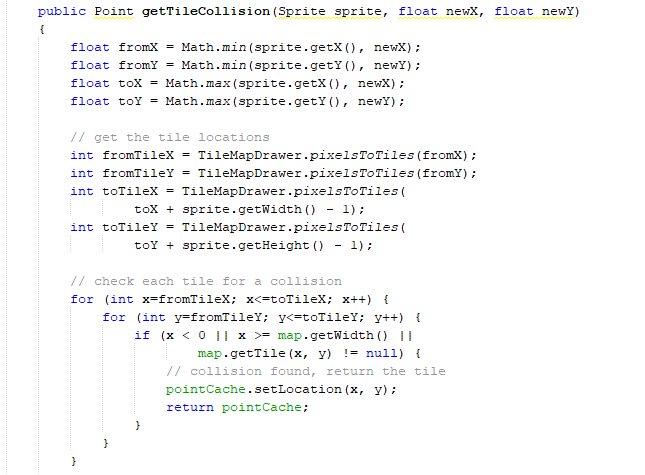 public Point getTileCollision(Sprite sprite, float newX, float newY)
{
float fromX = Math.min(sprite.getX(), newX);
float fromY = Math.min(sprite.getY(), newY);
float toX = Math.max(sprite.getX(), newX);
float toY = Math.max(sprite.getY(), newY);
// get the tile locations
int fromTileX = TileMapDrawer.pixelsToTiles(fromX);
int fromTileY = TileMapDrawer.pixelsToTiles(fromY);
int toTileX = TileMapDrawer.pixelsToTiles(
toX + sprite.getWidth() - 1);
int toTileY = TileMapDrawer.pixelsToTiles(
toY + sprite.getHeight() - 1);
// check each tile for a collision
for (int x=fromTileX; x<=toTileX; x++) {
for (int y=fromTileY; y<=toTileY; y++) {
if (x < 0 || x >= map.getWidth() ||
map.getTile(x, y) != null) {
// collision found, return the tile
pointCache.setLocation(x, y);
return pointCache;
}
}
}